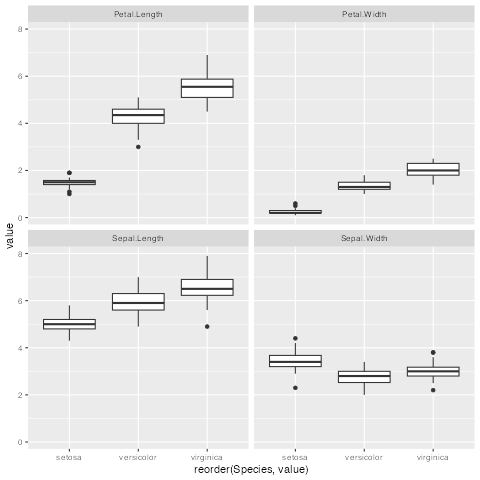 Petal.Length Petal.Width
8
6
4
2
0
value
Sepal.Length Sepal.Width
8
6
4
2
0
setosa versicolor virginica setosa versicolor virginica
reorder(Species, value)